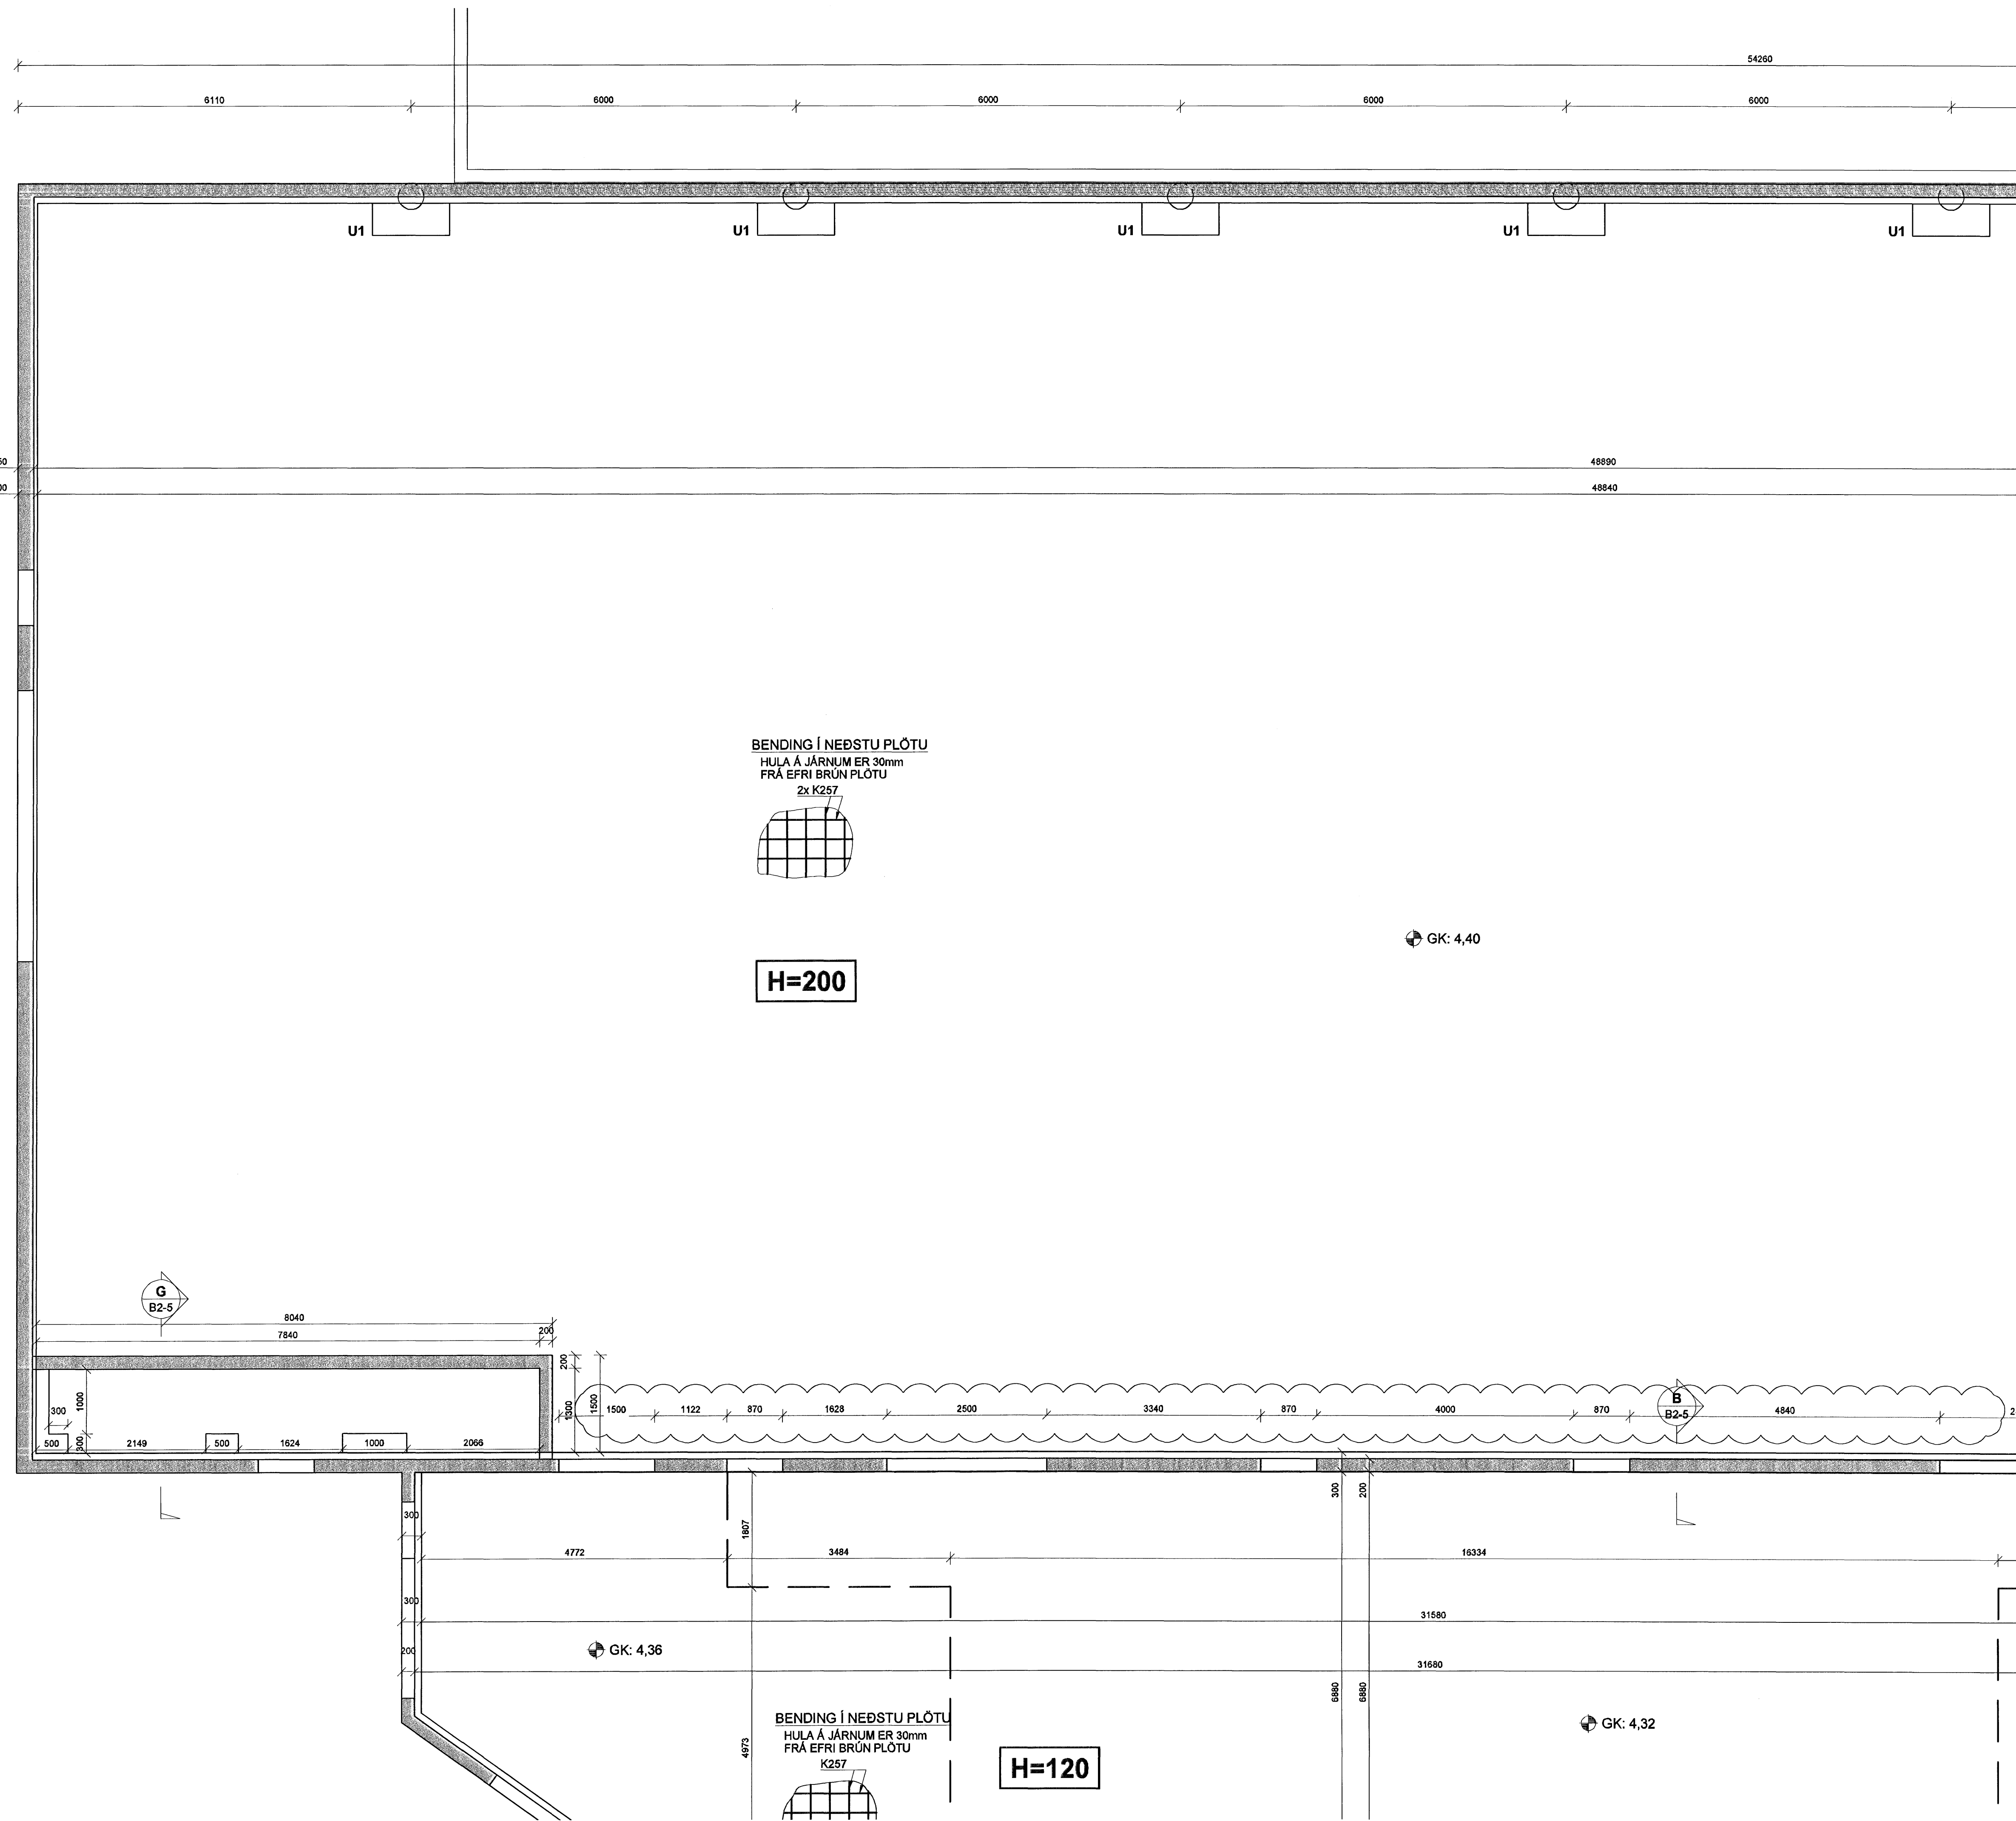 54260
6110 6000 6000 6000 6000
U1 U1 U1 U1 U1
48890
48840
BENDING Í NEÐSTU PLÖTU
HULA Á JÁRNUM ER 30mm
FRÁ EFRI BRÚN PLÖTU
2x K257
GK: 4,40
H=200
G
B2-5
8040
7840 200
200
1300
1500
1000
300
300
500 2149 500 1624 1000 2066
1500 1122 870 1628 2500 3340 870 4000 870 4840
B
B2-5
300 200
300
1807
4772 3484 16334
300
31580
GK: 4,36
200
31680
6880 6880
GK: 4,32
BENDING Í NEÐSTU PLÖTU
HULA Á JÁRNUM ER 30mm
FRÁ EFRI BRÚN PLÖTU
K257
4973
H=120